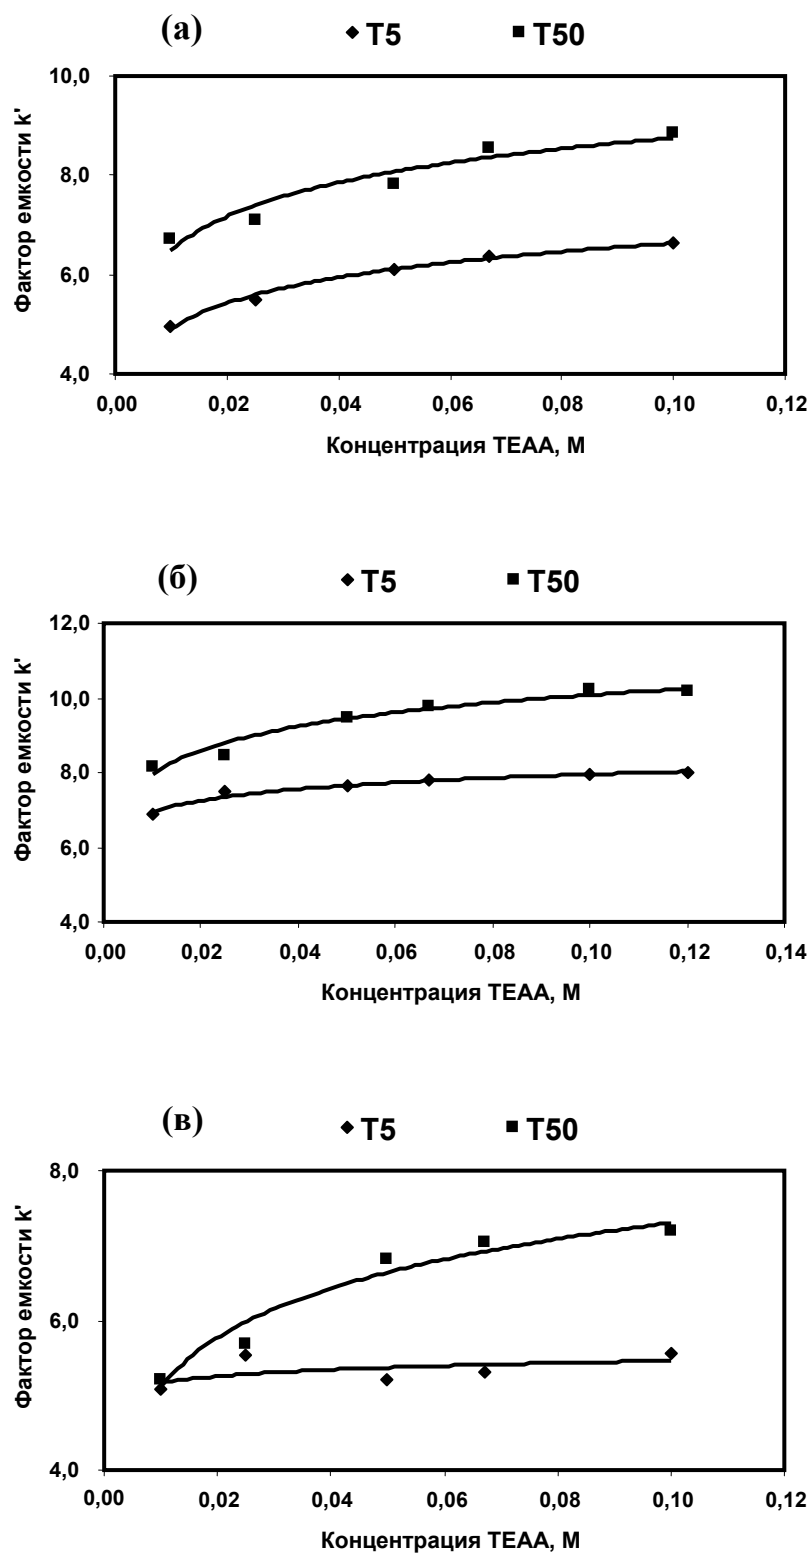 (а) T5 T50
10,0
8,0
6,0
4,0
Фактор емкости k'
0,00 0,02 0,04 0,06 0,08 0,10 0,12
Концентрация TEAA, М
(б) T5 T50
12,0
10,0
8,0
6,0
4,0
Фактор емкости k'
0,00 0,02 0,04 0,06 0,08 0,10 0,12 0,14
Концентрация TEAA, М
(в) T5 T50
8,0
6,0
4,0
Фактор емкости k'
0,00 0,02 0,04 0,06 0,08 0,10 0,12
Концентрация TEAA, М